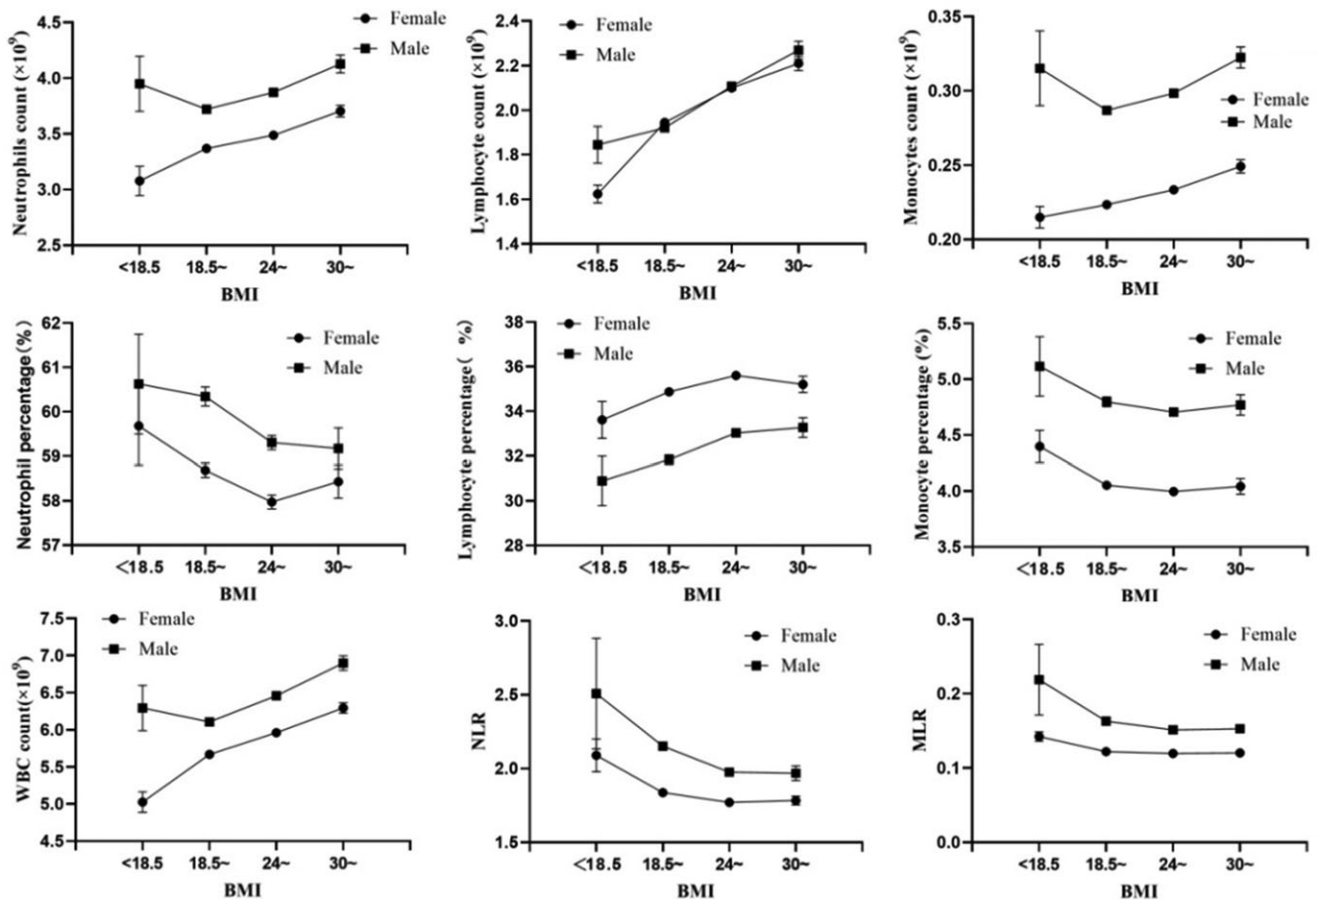 Neutrophils count (×10⁹)
4.5
4.0
3.5
3.0
2.5
Female
Male
<18.5 18.5~ 24~ 30~
BMI
Lymphocyte count (×10⁹)
2.4
2.2
2.0
1.8
1.6
1.4
Female
Male
<18.5 18.5~ 24~ 30~
BMI
Monocytes count (×10⁹)
0.35
0.30
0.25
0.20
Female
Male
<18.5 18.5~ 24~ 30~
BMI
Neutrophil percentage(%)
62
61
60
59
58
57
Female
Male
<18.5 18.5~ 24~ 30~
BMI
Lymphocyte percentage( %)
38
36
34
32
30
28
Female
Male
<18.5 18.5~ 24~ 30~
BMI
Monocyte percentage (%)
5.5
5.0
4.5
4.0
3.5
Female
Male
<18.5 18.5~ 24~ 30~
BMI
WBC count(×10⁹)
7.5
7.0
6.5
6.0
5.5
5.0
4.5
Female
Male
<18.5 18.5~ 24~ 30~
BMI
NLR
3.0
2.5
2.0
1.5
Female
Male
<18.5 18.5~ 24~ 30~
BMI
MLR
0.3
0.2
0.1
0.0
Female
Male
<18.5 18.5~ 24~ 30~
BMI